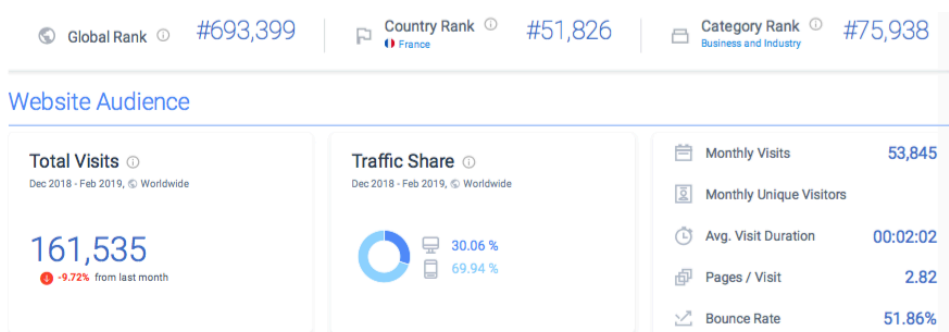 Global Rank #693,399
Country Rank #51,826
France
Category Rank #75,938
Business and Industry
Website Audience
Total Visits
Dec 2018 - Feb 2019, Worldwide
161,535
-9.72% from last month
Traffic Share
Dec 2018 - Feb 2019, Worldwide
30.06 %
69.94 %
Monthly Visits 53,845
Monthly Unique Visitors
Avg. Visit Duration 00:02:02
Pages / Visit 2.82
Bounce Rate 51.86%